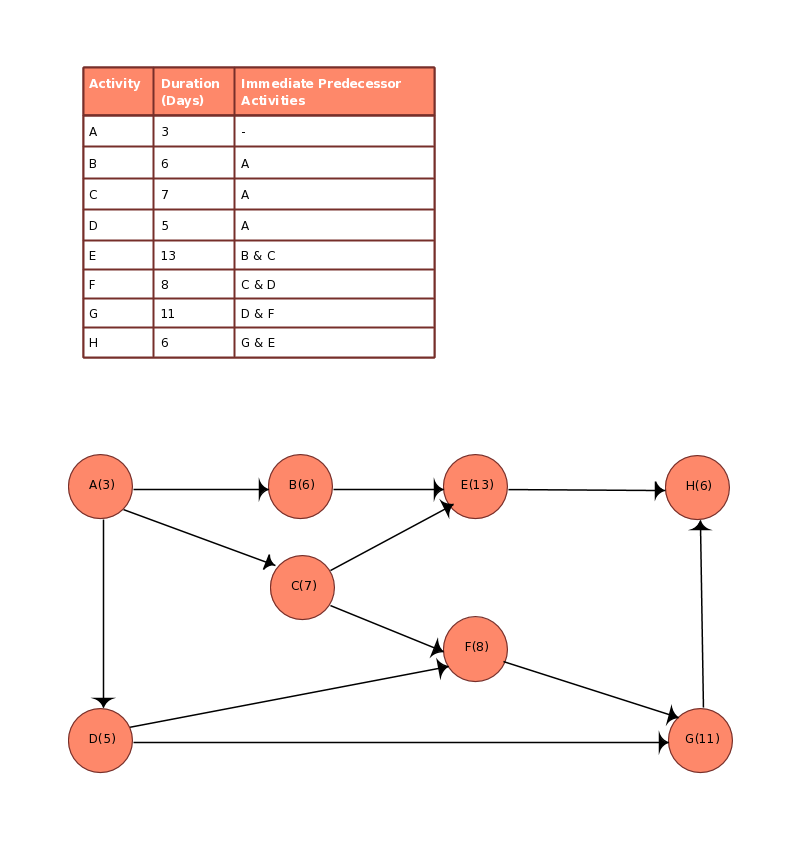 Activity Duration (Days) Immediate Predecessor Activities
A 3 -
B 6 A
C 7 A
D 5 A
E 13 B & C
F 8 C & D
G 11 D & F
H 6 G & E
A(3) B(6) E(13) H(6)
C(7)
F(8)
D(5) G(11)